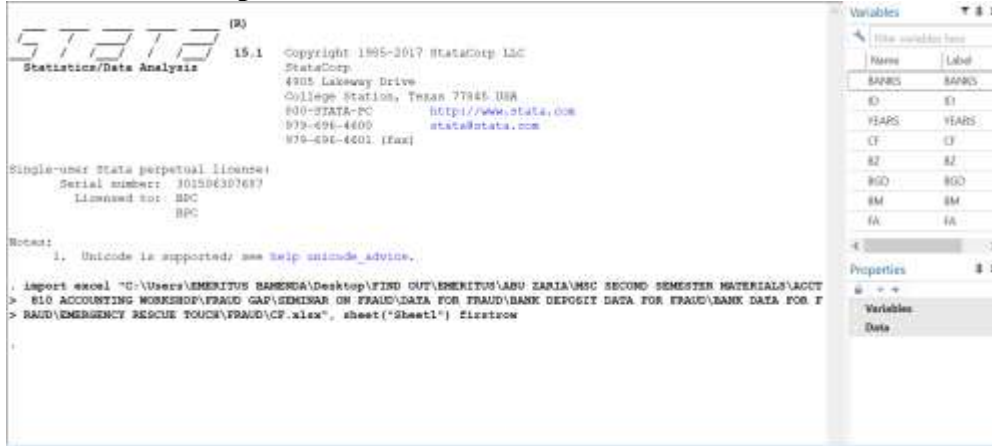 (R)
15.1 Copyright 1985-2017 StataCorp LLC
Statistics/Data Analysis StataCorp
4905 Lakeway Drive
College Station, Texas 77845 USA
800-STATA-PC http://www.stata.com
979-696-4600 stata@stata.com
979-696-4601 (fax)
Single-user Stata perpetual license:
Serial number: 301506307687
Licensed to: BPC
BPC
Notes:
1. Unicode is supported; see help unicode_advice.
. import excel "C:\Users\EMERITUS BAMENDA\Desktop\FIND OUT\EMERITUS\ABU ZARIA\MSC SECOND SEMESTER MATERIALS\ACCT
> 810 ACCOUNTING WORKSHOP\FRAUD GAP\SEMINAR ON FRAUD\DATA FOR FRAUD\BANK DEPOSIT DATA FOR FRAUD\BANK DATA FOR F
> RAUD\EMERGENCY RESCUE TOUCH\FRAUD\CF.xlsx", sheet("Sheet1") firstrow
.
Variables
Filter variables here
Name Label
BANKS BANKS
ID ID
YEARS YEARS
CF CF
BZ BZ
BGD BGD
BM BM
FA FA
Properties
Variables
Data